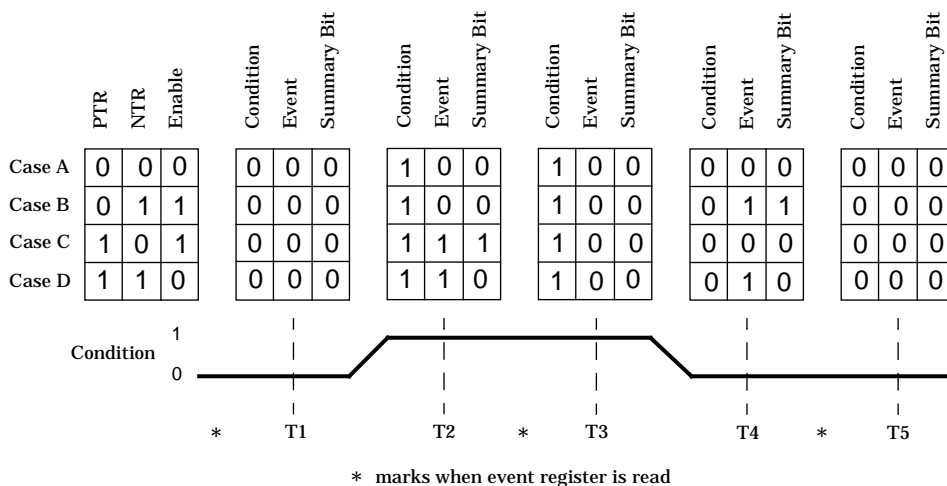 PTR NTR Enable Condition Event Summary Bit Condition Event Summary Bit Condition Event Summary Bit Condition Event Summary Bit Condition Event Summary Bit
Case A 0 0 0 0 0 0 1 0 0 1 0 0 0 0 0 0 0 0
Case B 0 1 1 0 0 0 1 0 0 1 0 0 0 1 1 0 0 0
Case C 1 0 1 0 0 0 1 1 1 1 0 0 0 0 0 0 0 0
Case D 1 1 0 0 0 0 1 1 0 1 0 0 0 1 0 0 0 0
1
Condition
0
* T1 T2 * T3 T4 * T5
* marks when event register is read